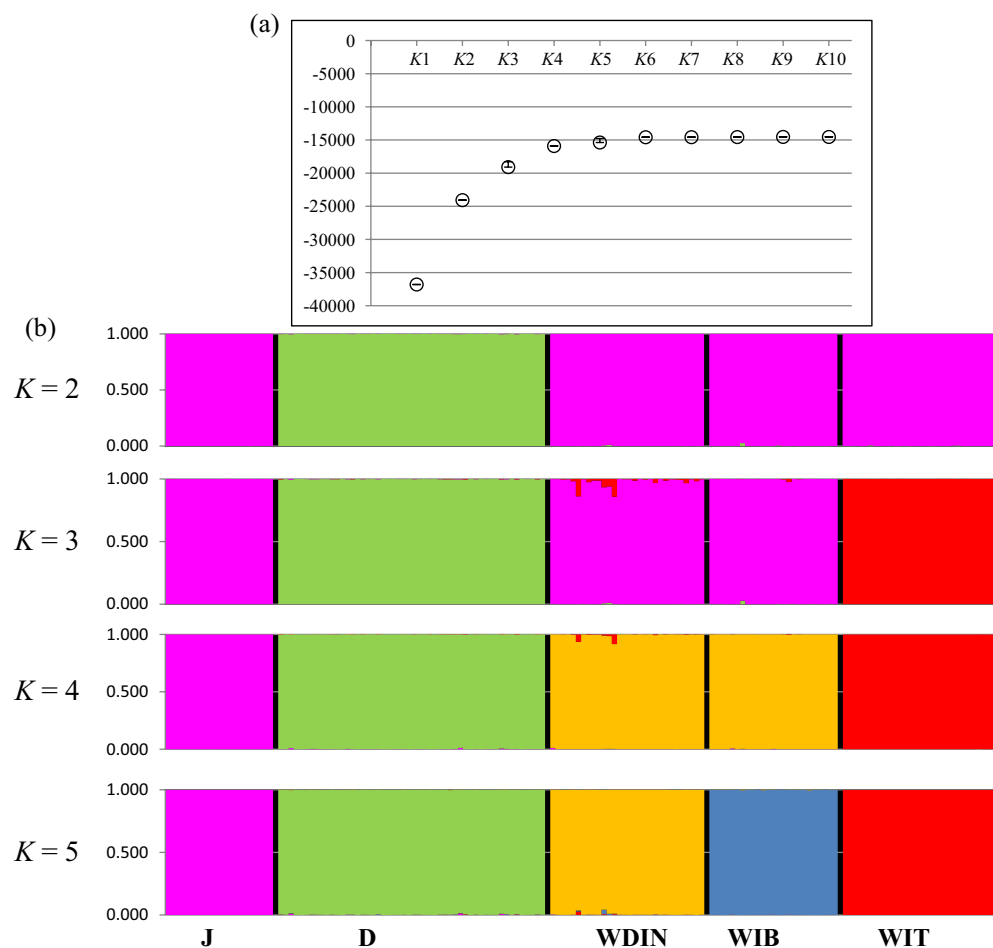 (a)
0
K1 K2 K3 K4 K5 K6 K7 K8 K9 K10
-5000
-10000
-15000
-20000
-25000
-30000
-35000
-40000
(b)
1.000
K = 2
0.500
0.000
1.000
K = 3
0.500
0.000
1.000
K = 4
0.500
0.000
1.000
K = 5
0.500
0.000
J D WDIN WIB WIT